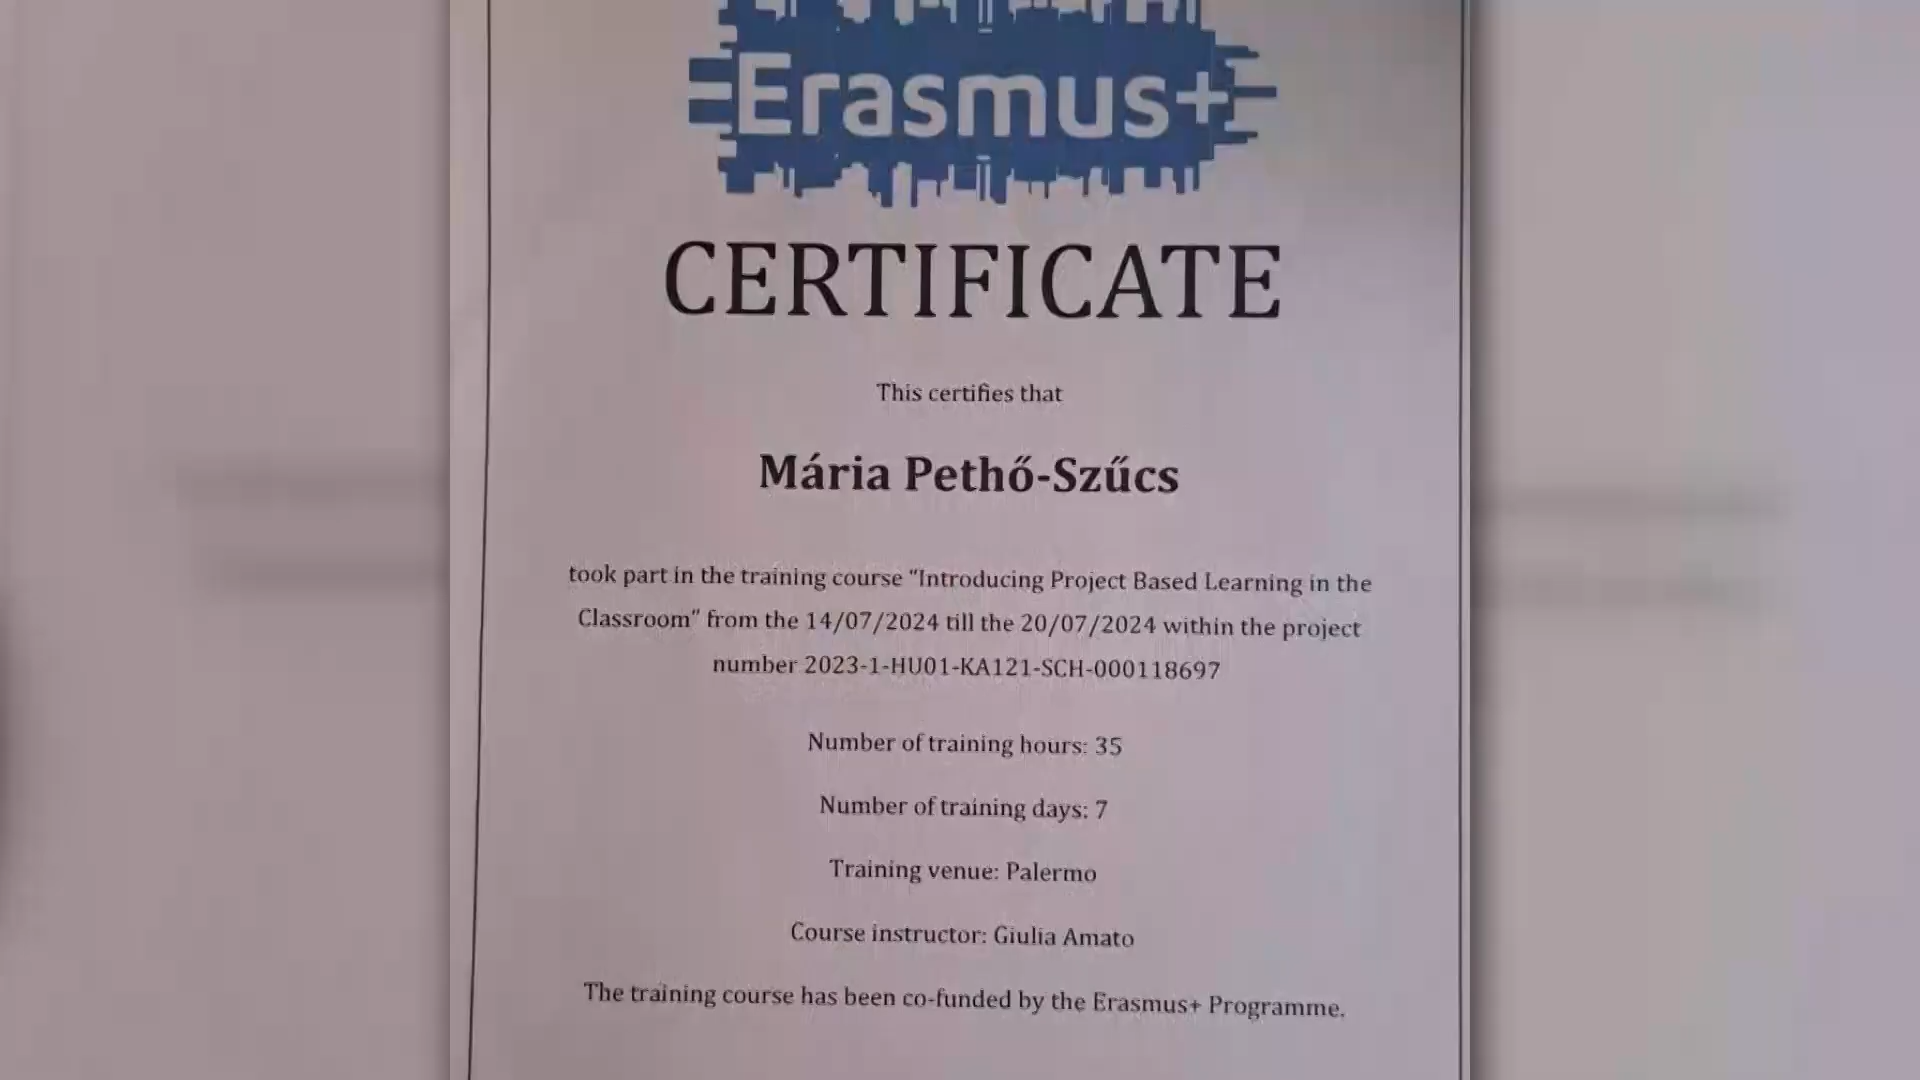 Erasmus+
CERTIFICATE
This certifies that
Mária Pethő-Szűcs
took part in the training course "Introducing Project Based Learning in the
Classroom" from the 14/07/2024 till the 20/07/2024 within the project
number 2023-1-HU01-KA121-SCH-000118697
Number of training hours: 35
Number of training days: 7
Training venue: Palermo
Course instructor: Giulia Amato
The training course has been co-funded by the Erasmus+ Programme.